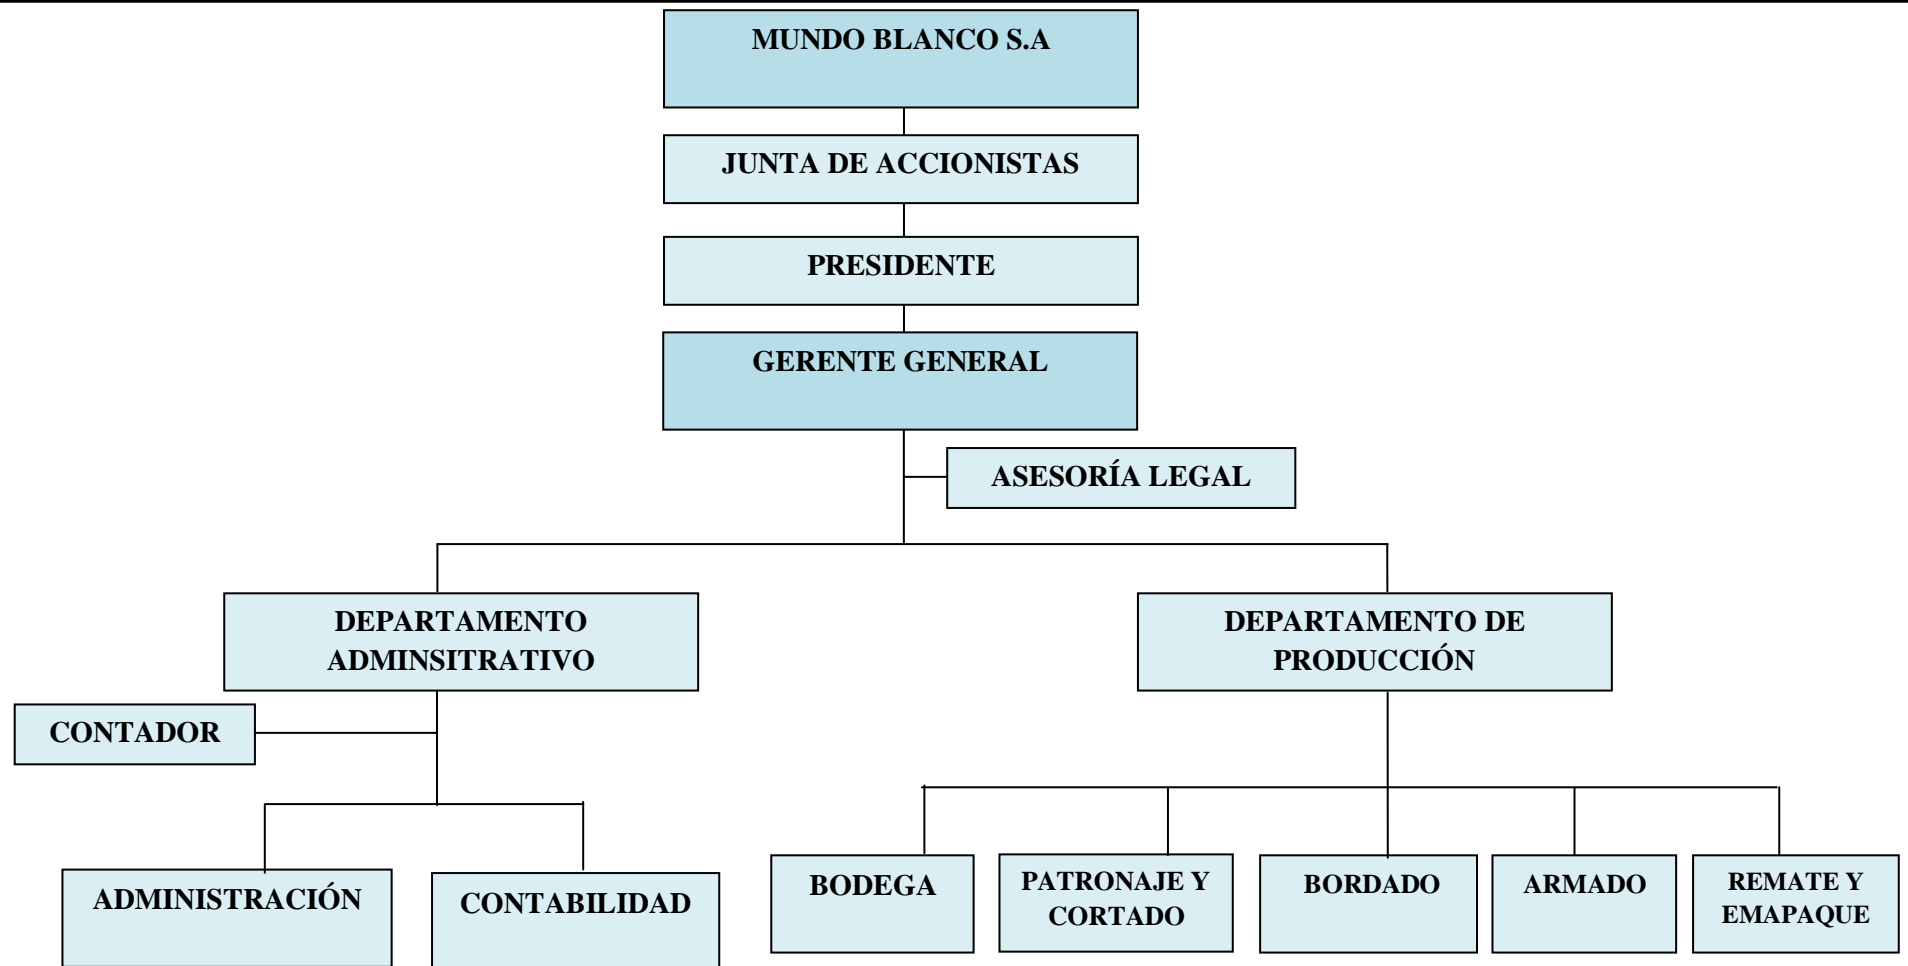 MUNDO BLANCO S.A
JUNTA DE ACCIONISTAS
PRESIDENTE
GERENTE GENERAL
ASESORÍA LEGAL
DEPARTAMENTO
ADMINSITRATIVO
DEPARTAMENTO DE
PRODUCCIÓN
CONTADOR
ADMINISTRACIÓN
CONTABILIDAD
BODEGA
PATRONAJE Y
CORTADO
BORDADO
ARMADO
REMATE Y
EMAPAQUE